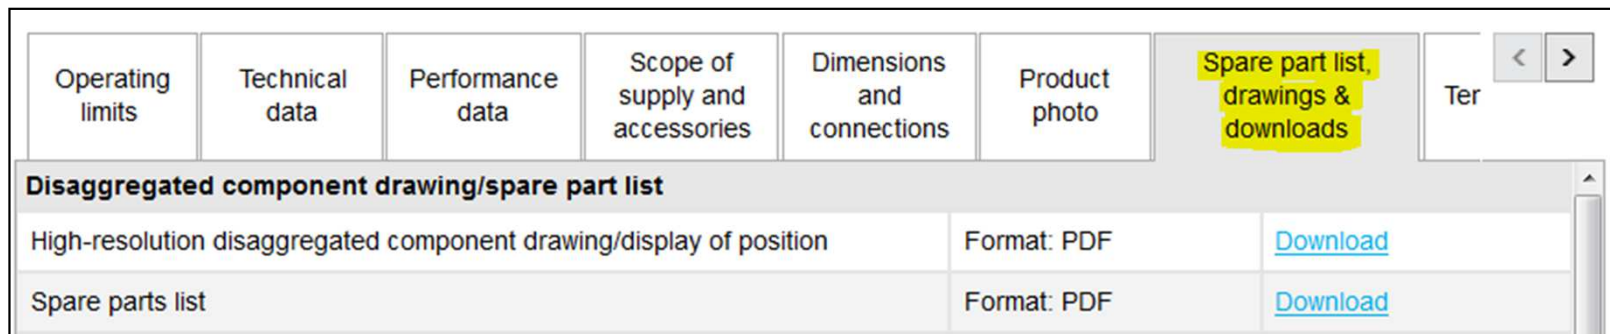 Operating
limits
Technical
data
Performance
data
Scope of
supply and
accessories
Dimensions
and
connections
Product
photo
Spare part list,
drawings &
downloads
Ter
Disaggregated component drawing/spare part list
High-resolution disaggregated component drawing/display of position Format: PDF Download
Spare parts list Format: PDF Download